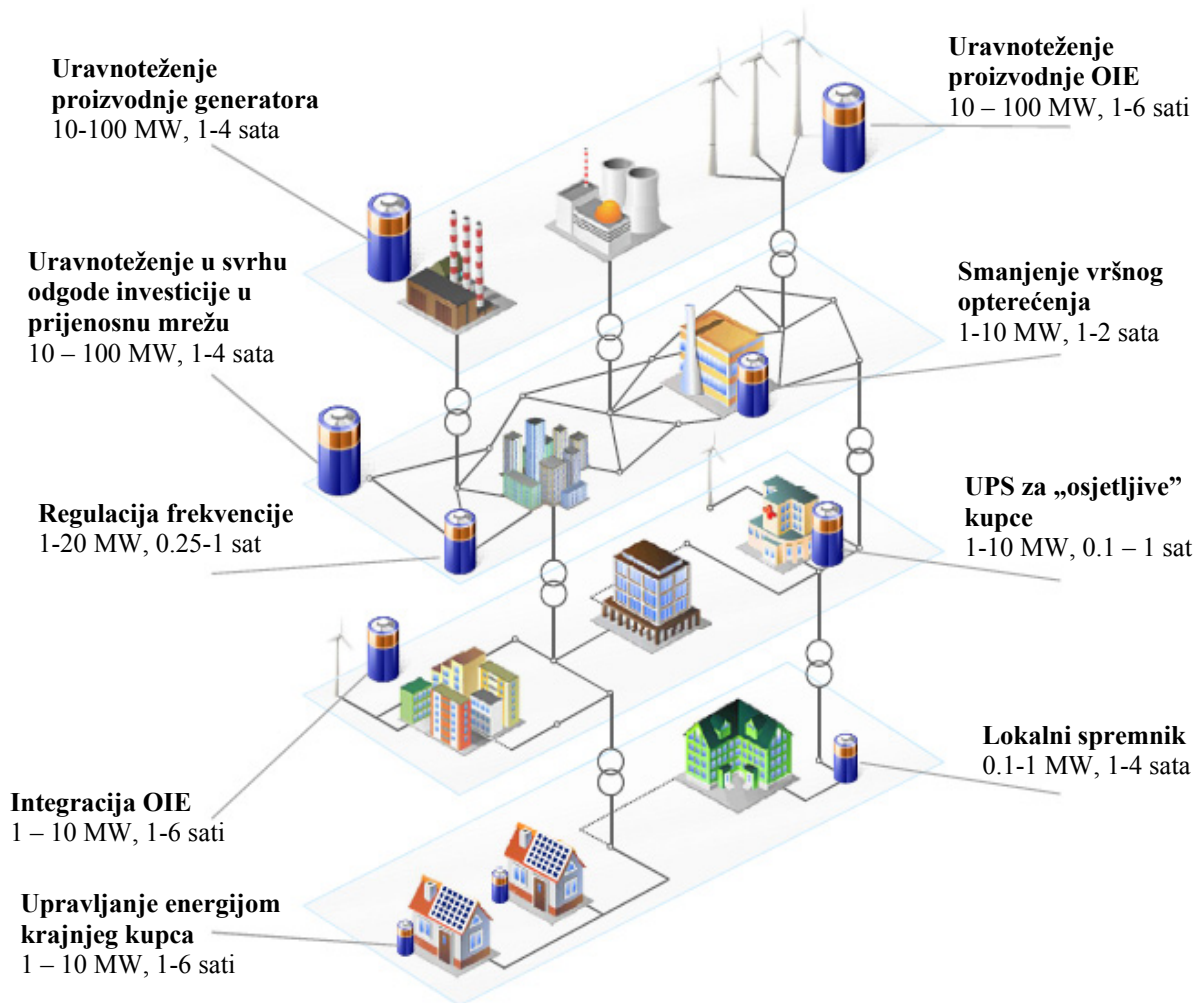 Uravnoteženje
proizvodnje generatora
10-100 MW, 1-4 sata
Uravnoteženje
proizvodnje OIE
10 – 100 MW, 1-6 sati
Uravnoteženje u svrhu
odgode investicije u
prijenosnu mrežu
10 – 100 MW, 1-4 sata
Smanjenje vršnog
opterećenja
1-10 MW, 1-2 sata
Regulacija frekvencije
1-20 MW, 0.25-1 sat
UPS za „osjetljive”
kupce
1-10 MW, 0.1 – 1 sat
Integracija OIE
1 – 10 MW, 1-6 sati
Lokalni spremnik
0.1-1 MW, 1-4 sata
Upravljanje energijom
krajnjeg kupca
1 – 10 MW, 1-6 sati